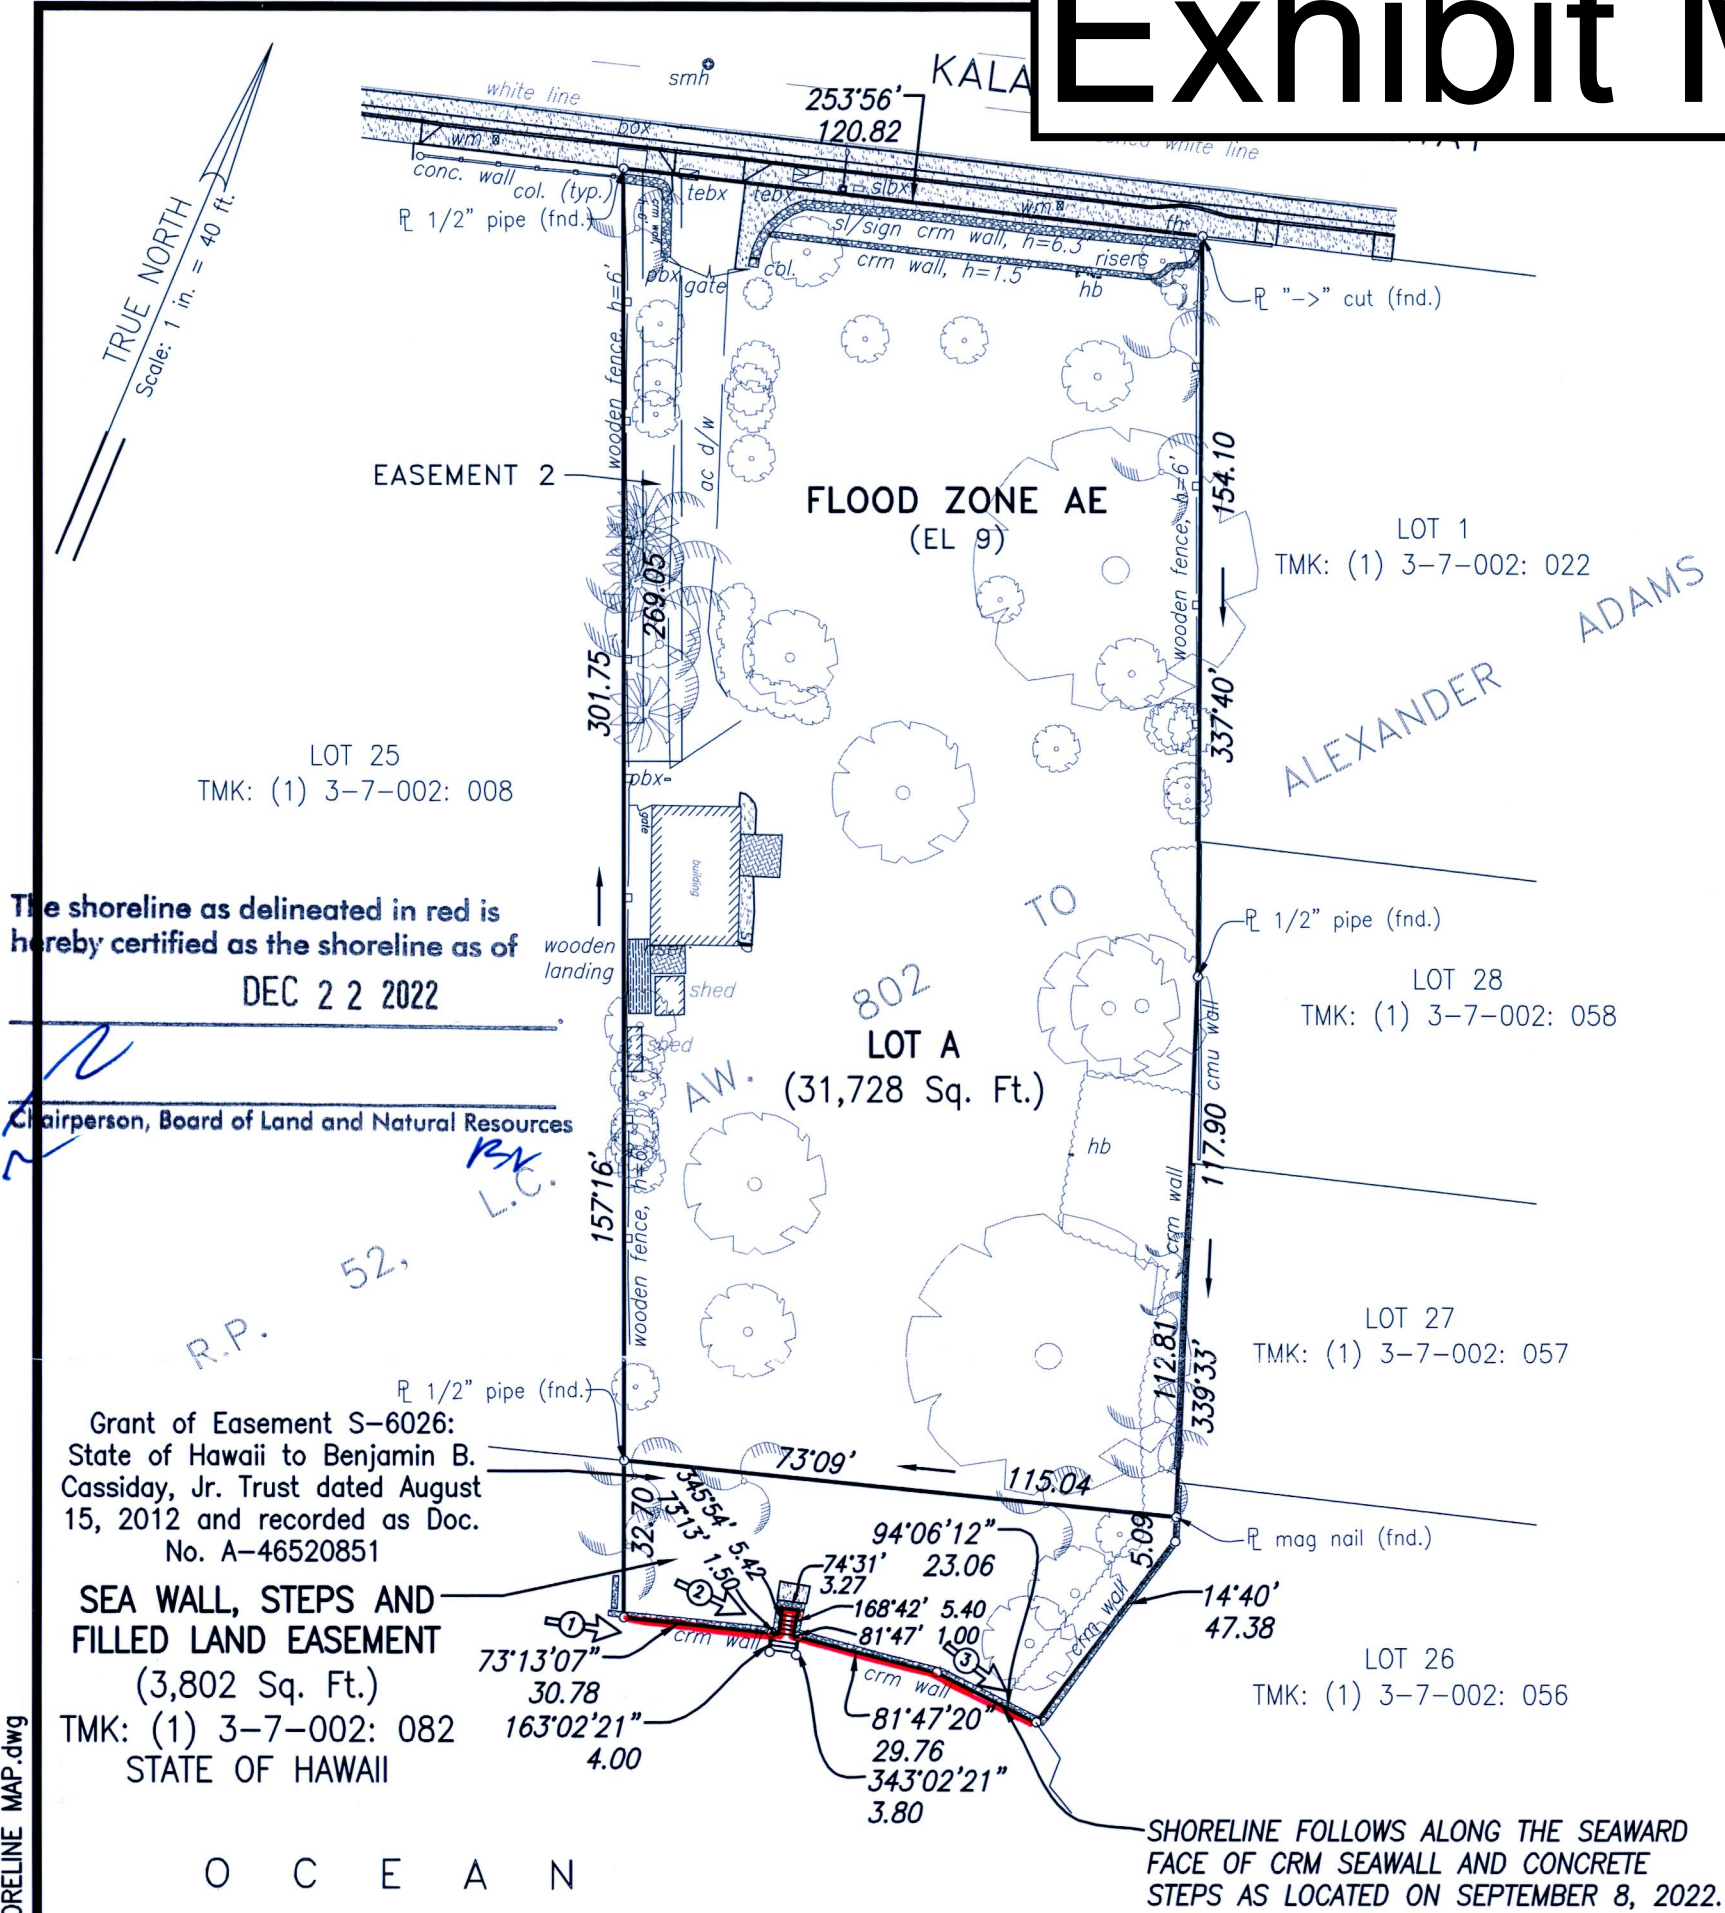 Exhibit
KALA
smh
white line
253°56'
120.82
box
wm
conc. wall
col. (typ.)
tebx
tebx
slbx
white line
wm
fh
℄ 1/2" pipe (fnd.)
sl/sign crm wall, h=6.3'
risers
crm wall, h=1.5'
hb
pbx
gate
col.
℄ "->" cut (fnd.)
TRUE NORTH
Scale: 1 in. = 40 ft.
wooden fence, h=6'
ac d/w
EASEMENT 2
FLOOD ZONE AE
(EL 9)
154.10
wooden fence, h=6'
LOT 1
TMK: (1) 3-7-002: 022
ADAMS
269.05
301.75
337°40'
ALEXANDER
LOT 25
TMK: (1) 3-7-002: 008
pbx
gate
building
The shoreline as delineated in red is
hereby certified as the shoreline as of
DEC 22 2022
Chairperson, Board of Land and Natural Resources
wooden
landing
shed
shed
TO
℄ 1/2" pipe (fnd.)
802
LOT 28
TMK: (1) 3-7-002: 058
LOT A
(31,728 Sq. Ft.)
AW.
cmu wall
117.90
hb
L.C.
157°16'
wooden fence, h=6'
crm wall
52,
R.P.
112.81
339°33'
LOT 27
TMK: (1) 3-7-002: 057
℄ 1/2" pipe (fnd.)
Grant of Easement S-6026:
State of Hawaii to Benjamin B.
Cassiday, Jr. Trust dated August
15, 2012 and recorded as Doc.
No. A-46520851
73°09'
115.04
345°54'
5.42
73°13'
1.50
32.70
94°06'12"
23.06
5.09
℄ mag nail (fnd.)
74°31'
3.27
168°42' 5.40
81°47' 1.00
14°40'
47.38
SEA WALL, STEPS AND
FILLED LAND EASEMENT
(3,802 Sq. Ft.)
TMK: (1) 3-7-002: 082
STATE OF HAWAII
1
2
3
crm wall
crm wall
crm wall
73°13'07"
30.78
163°02'21"
4.00
81°47'20"
29.76
343°02'21"
3.80
LOT 26
TMK: (1) 3-7-002: 056
OCEAN
SHORELINE FOLLOWS ALONG THE SEAWARD
FACE OF CRM SEAWALL AND CONCRETE
STEPS AS LOCATED ON SEPTEMBER 8, 2022.
ORELINE MAP.dwg